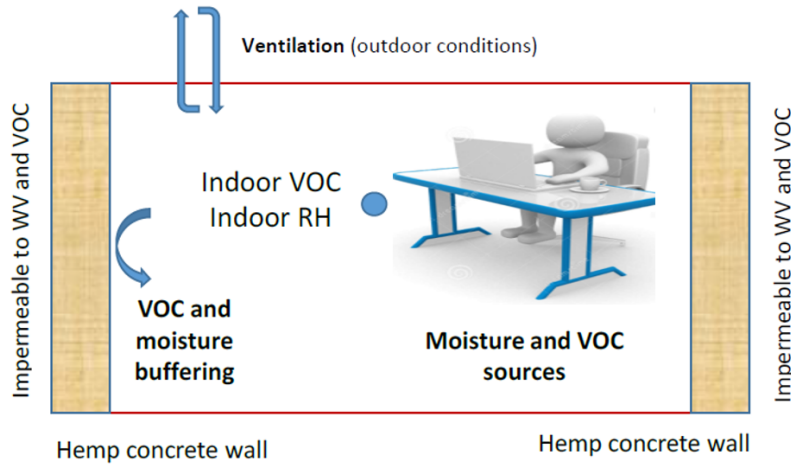 Ventilation (outdoor conditions)
Impermeable to WV and VOC
Indoor VOC
Indoor RH
VOC and
moisture
buffering
Moisture and VOC
sources
Impermeable to WV and VOC
Hemp concrete wall
Hemp concrete wall